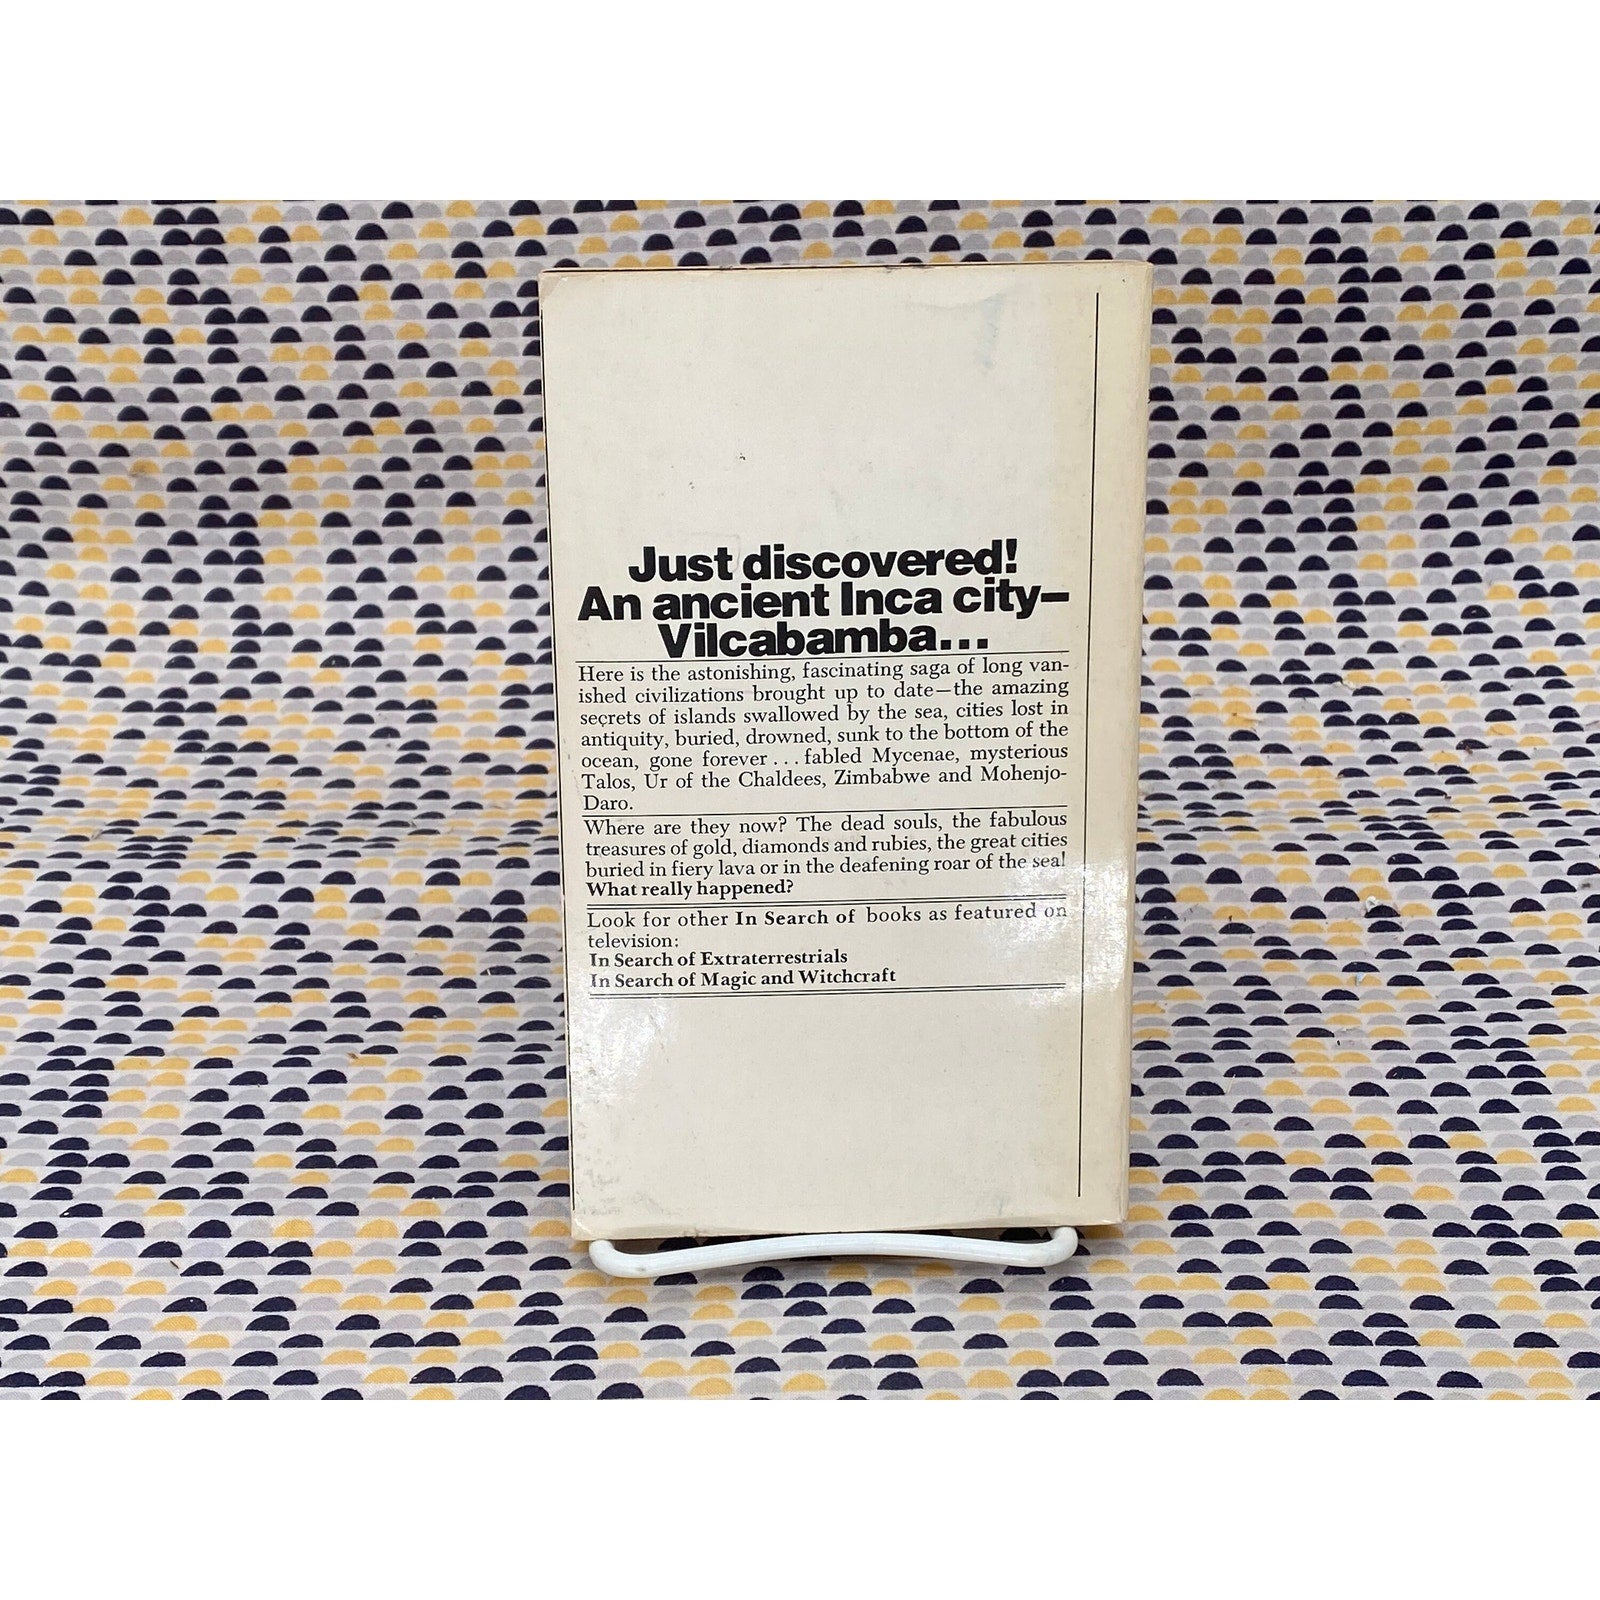 Just discovered!
An ancient Inca city—
Vilcabamba...
Here is the astonishing, fascinating saga of long van-
ished civilizations brought up to date—the amazing
secrets of islands swallowed by the sea, cities lost in
antiquity, buried, drowned, sunk to the bottom of the
ocean, gone forever . . . fabled Mycenae, mysterious
Talos, Ur of the Chaldees, Zimbabwe and Mohenjo-
Daro.
Where are they now? The dead souls, the fabulous
treasures of gold, diamonds and rubies, the great cities
buried in fiery lava or in the deafening roar of the sea!
What really happened?
Look for other In Search of books as featured on
television:
In Search of Extraterrestrials
In Search of Magic and Witchcraft